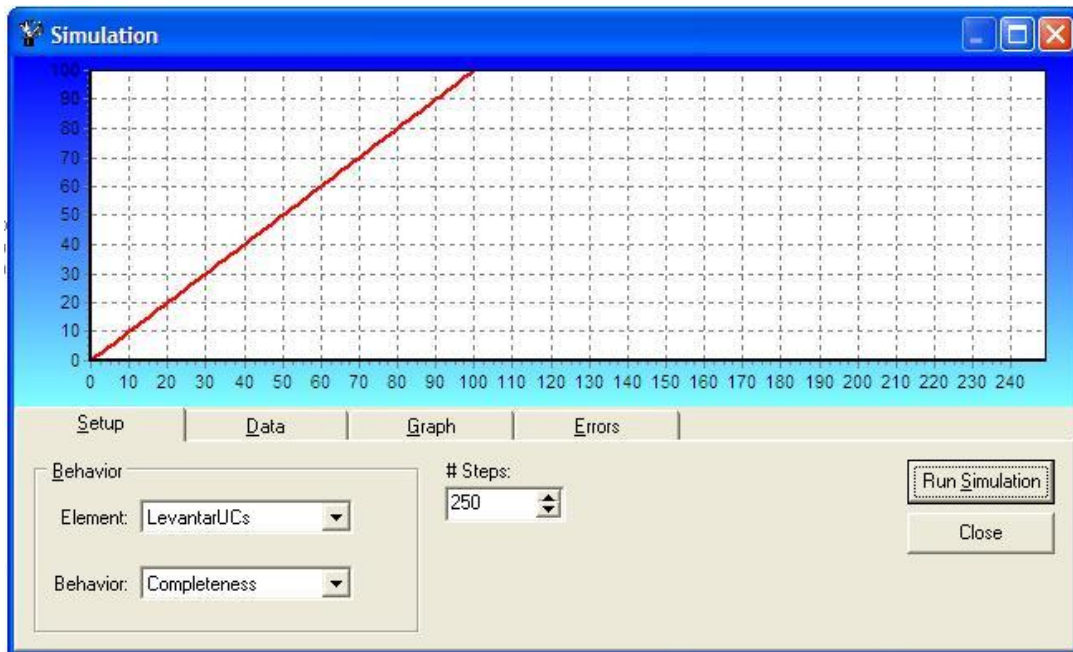 Simulation
100
90
80
70
60
50
40
30
20
10
0
0 10 20 30 40 50 60 70 80 90 100 110 120 130 140 150 160 170 180 190 200 210 220 230 240
Setup Data Graph Errors
Behavior
Element: LevantarUCs
Behavior: Completeness
# Steps:
250
Run Simulation
Close